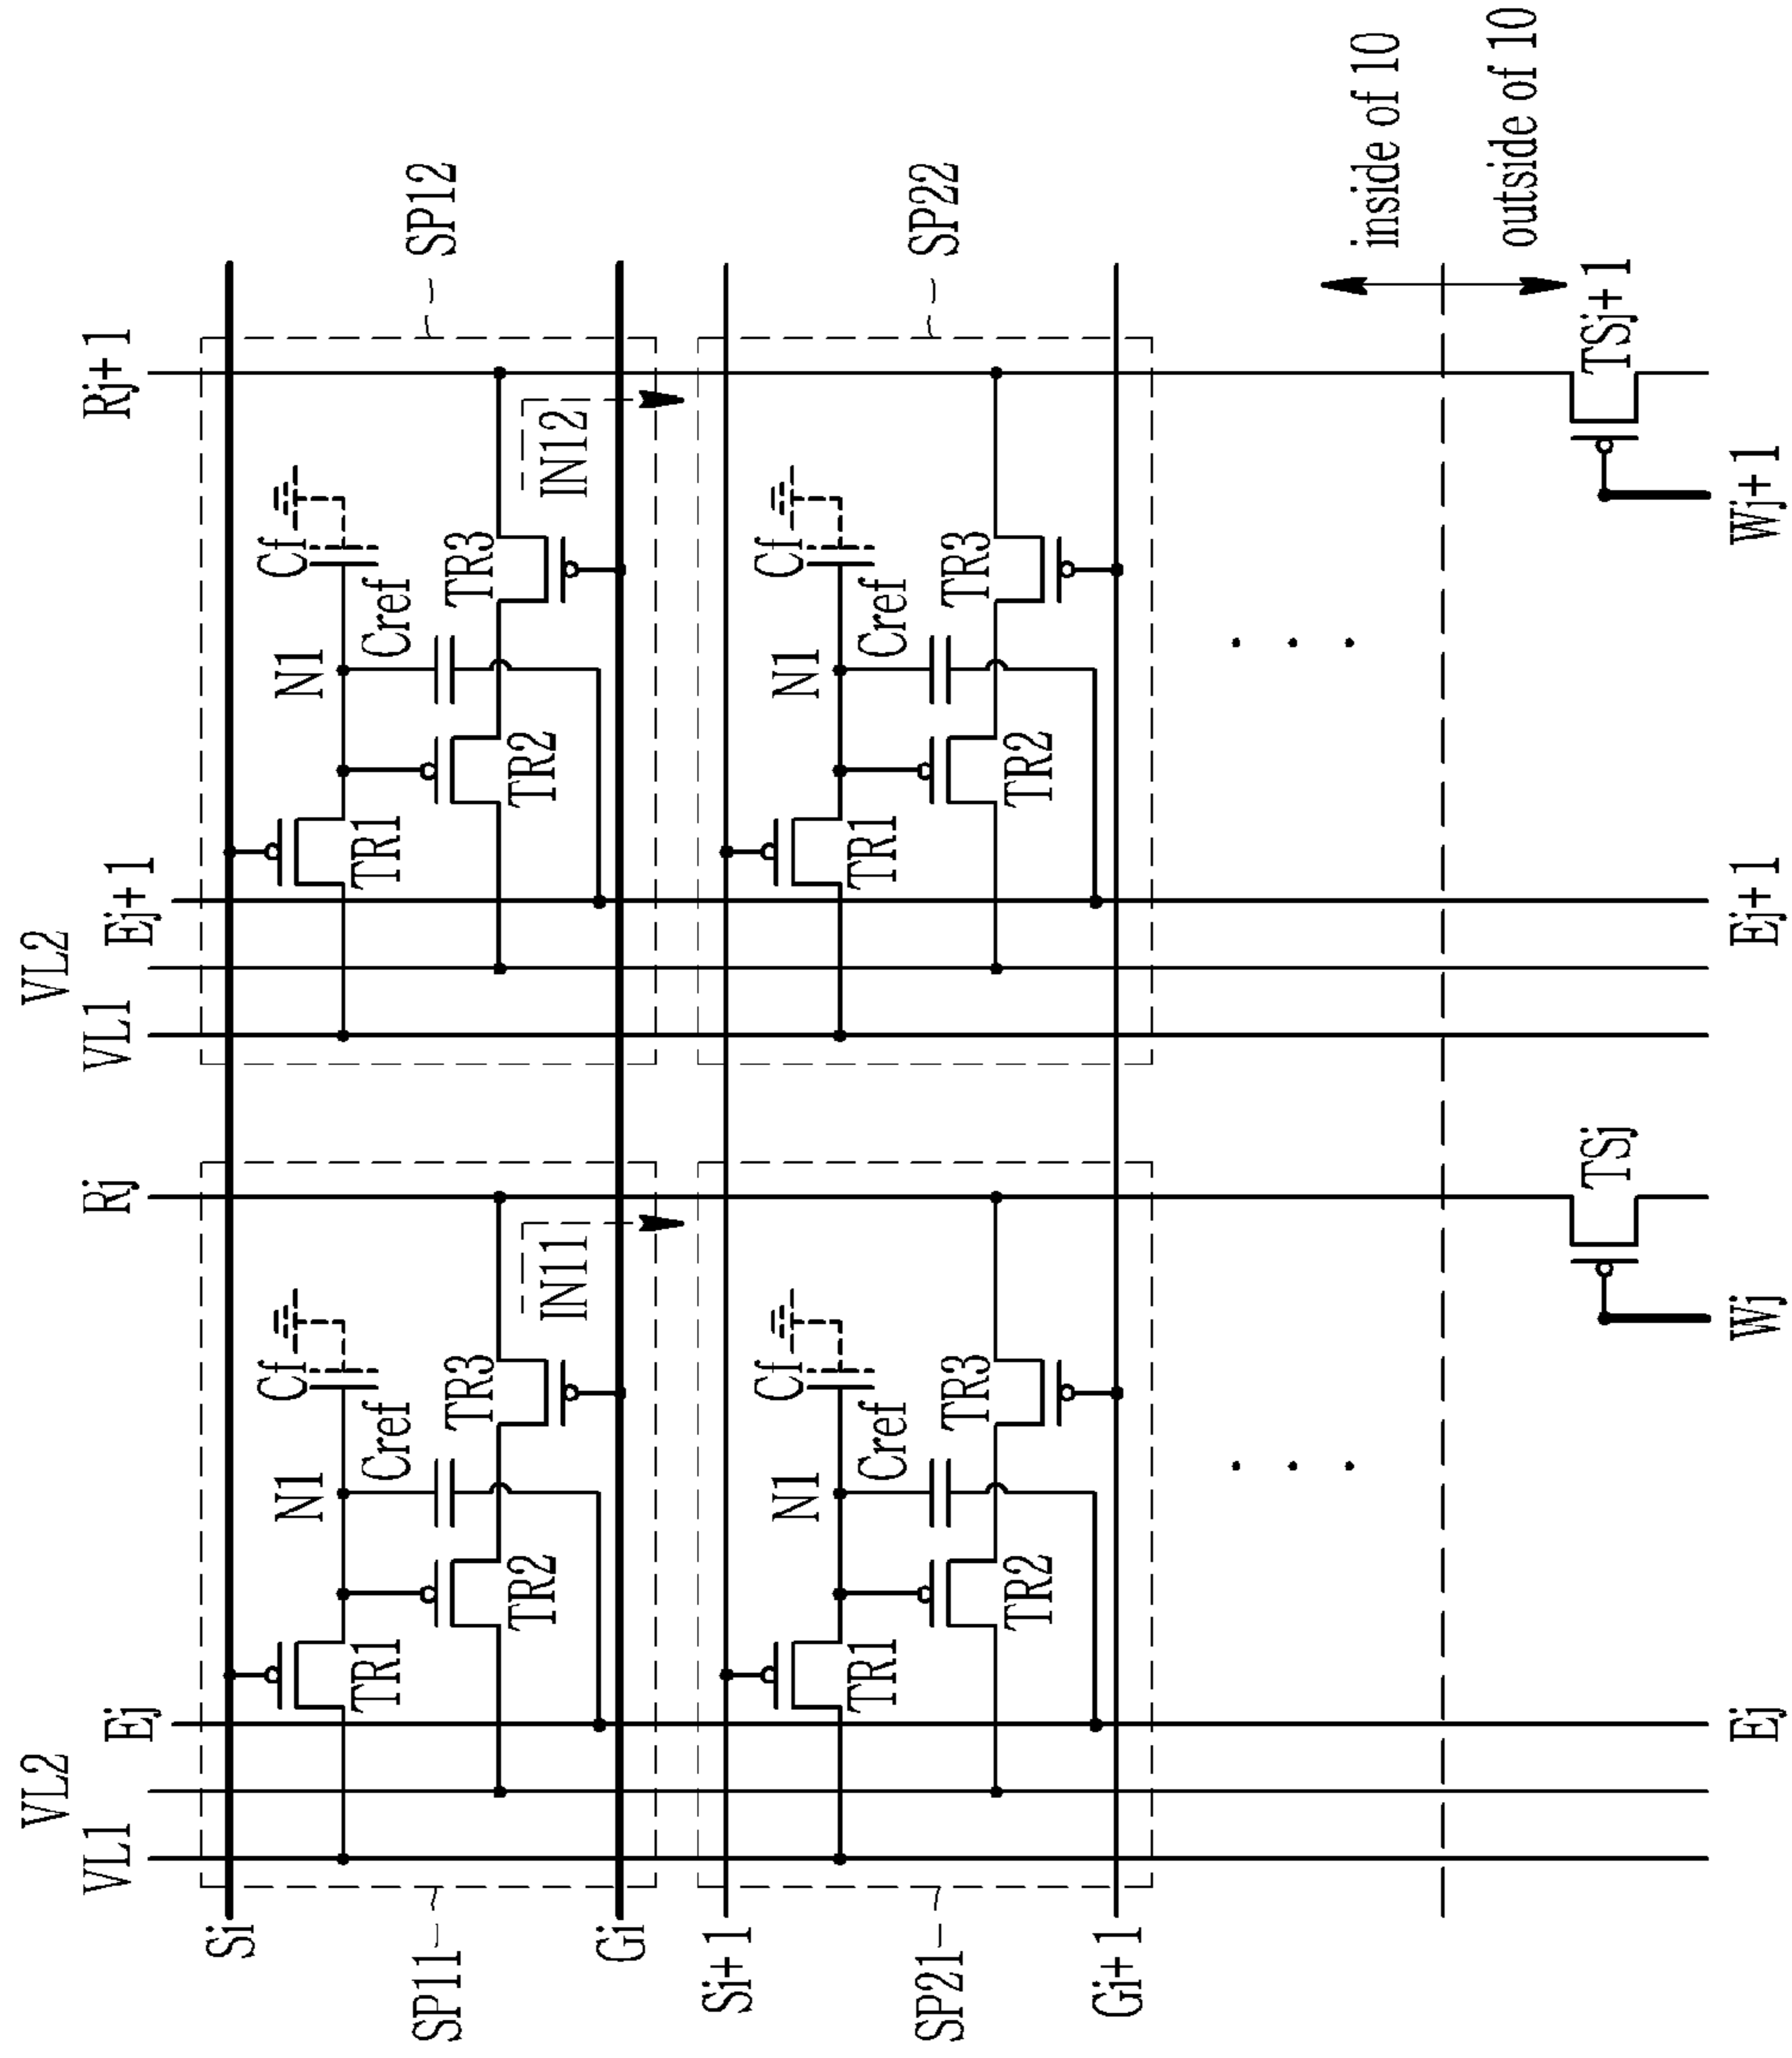 VL1
VL2
Ej
Rj
VL1
VL2
Ej+1
Rj+1
Si
SP11
TR1
N1
Cf
Cref
TR2
TR3
IN11
TR1
N1
Cf
Cref
TR2
TR3
IN12
SP12
Gi
Si+1
SP21
TR1
N1
Cf
Cref
TR2
TR3
TR1
N1
Cf
Cref
TR2
TR3
SP22
Gi+1
inside of 10
outside of 10
TSj
TSj+1
Ej
Wj
Ej+1
Wj+1